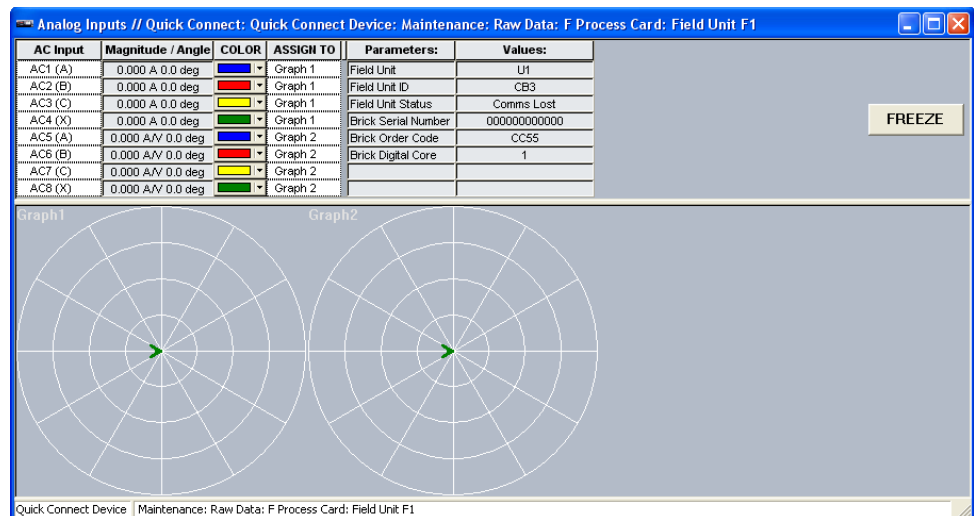 Analog Inputs // Quick Connect: Quick Connect Device: Maintenance: Raw Data: F Process Card: Field Unit F1
AC Input Magnitude / Angle COLOR ASSIGN TO Parameters: Values:
AC1 (A) 0.000 A 0.0 deg Graph 1 Field Unit U1
AC2 (B) 0.000 A 0.0 deg Graph 1 Field Unit ID CB3
AC3 (C) 0.000 A 0.0 deg Graph 1 Field Unit Status Comms Lost
AC4 (X) 0.000 A 0.0 deg Graph 1 Brick Serial Number 000000000000
AC5 (A) 0.000 A/V 0.0 deg Graph 2 Brick Order Code CC55
AC6 (B) 0.000 A/V 0.0 deg Graph 2 Brick Digital Core 1
AC7 (C) 0.000 A/V 0.0 deg Graph 2
AC8 (X) 0.000 A/V 0.0 deg Graph 2
FREEZE
Graph1 Graph2
Quick Connect Device Maintenance: Raw Data: F Process Card: Field Unit F1